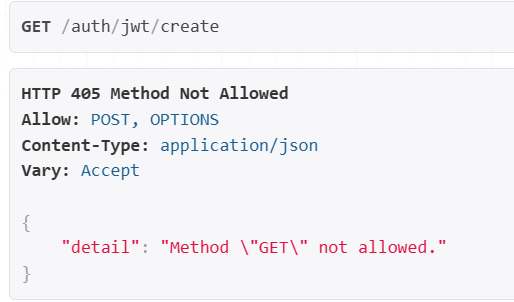 GET /auth/jwt/create
HTTP 405 Method Not Allowed
Allow: POST, OPTIONS
Content-Type: application/json
Vary: Accept
{
    "detail": "Method \"GET\" not allowed."
}